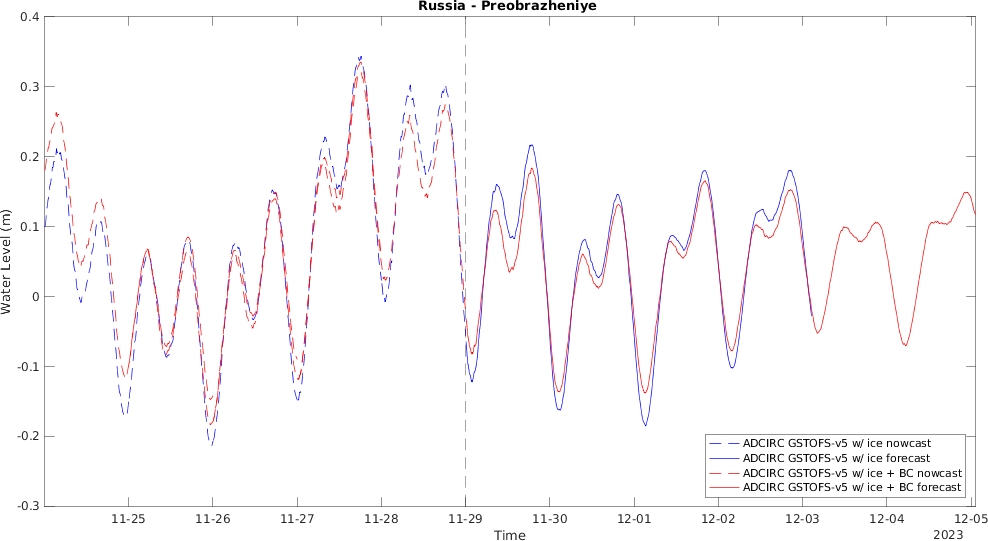 Russia - Preobrazheniye
0.4
0.3
0.2
0.1
0
-0.1
-0.2
-0.3
Water Level (m)
ADCIRC GSTOFS-v5 w/ ice nowcast
ADCIRC GSTOFS-v5 w/ ice forecast
ADCIRC GSTOFS-v5 w/ ice + BC nowcast
ADCIRC GSTOFS-v5 w/ ice + BC forecast
11-25 11-26 11-27 11-28 11-29 11-30 12-01 12-02 12-03 12-04 12-05
Time
2023